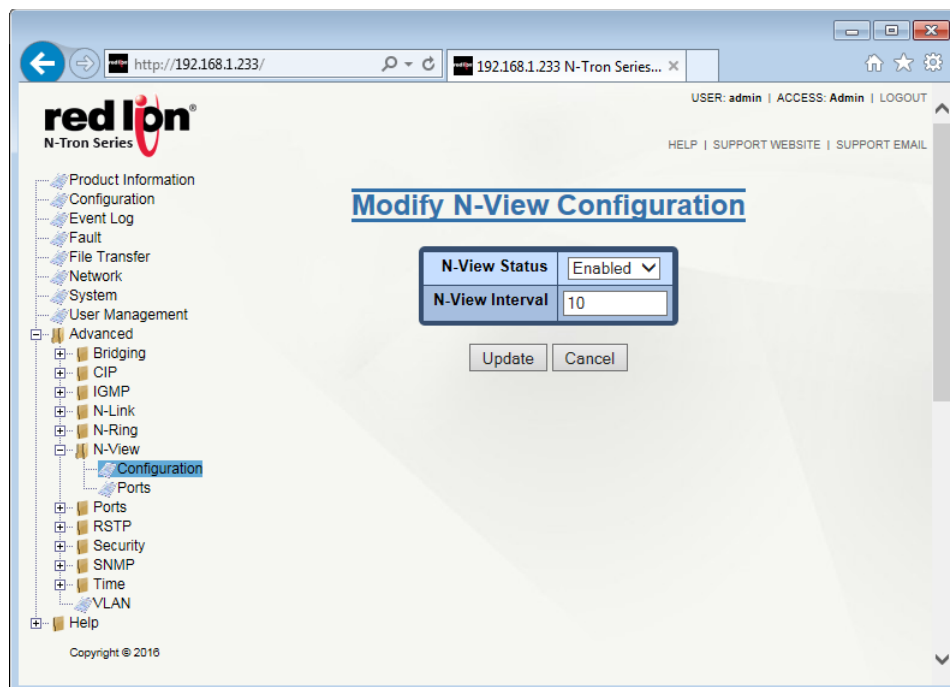 http://192.168.1.233/
192.168.1.233 N-Tron Series...
USER: admin | ACCESS: Admin | LOGOUT
red lion®
N-Tron Series
HELP | SUPPORT WEBSITE | SUPPORT EMAIL
Product Information
Configuration
Event Log
Fault
File Transfer
Network
System
User Management
Advanced
Bridging
CIP
IGMP
N-Link
N-Ring
N-View
Configuration
Ports
Ports
RSTP
Security
SNMP
Time
VLAN
Help
Copyright © 2016
Modify N-View Configuration
N-View Status Enabled
N-View Interval 10
Update Cancel